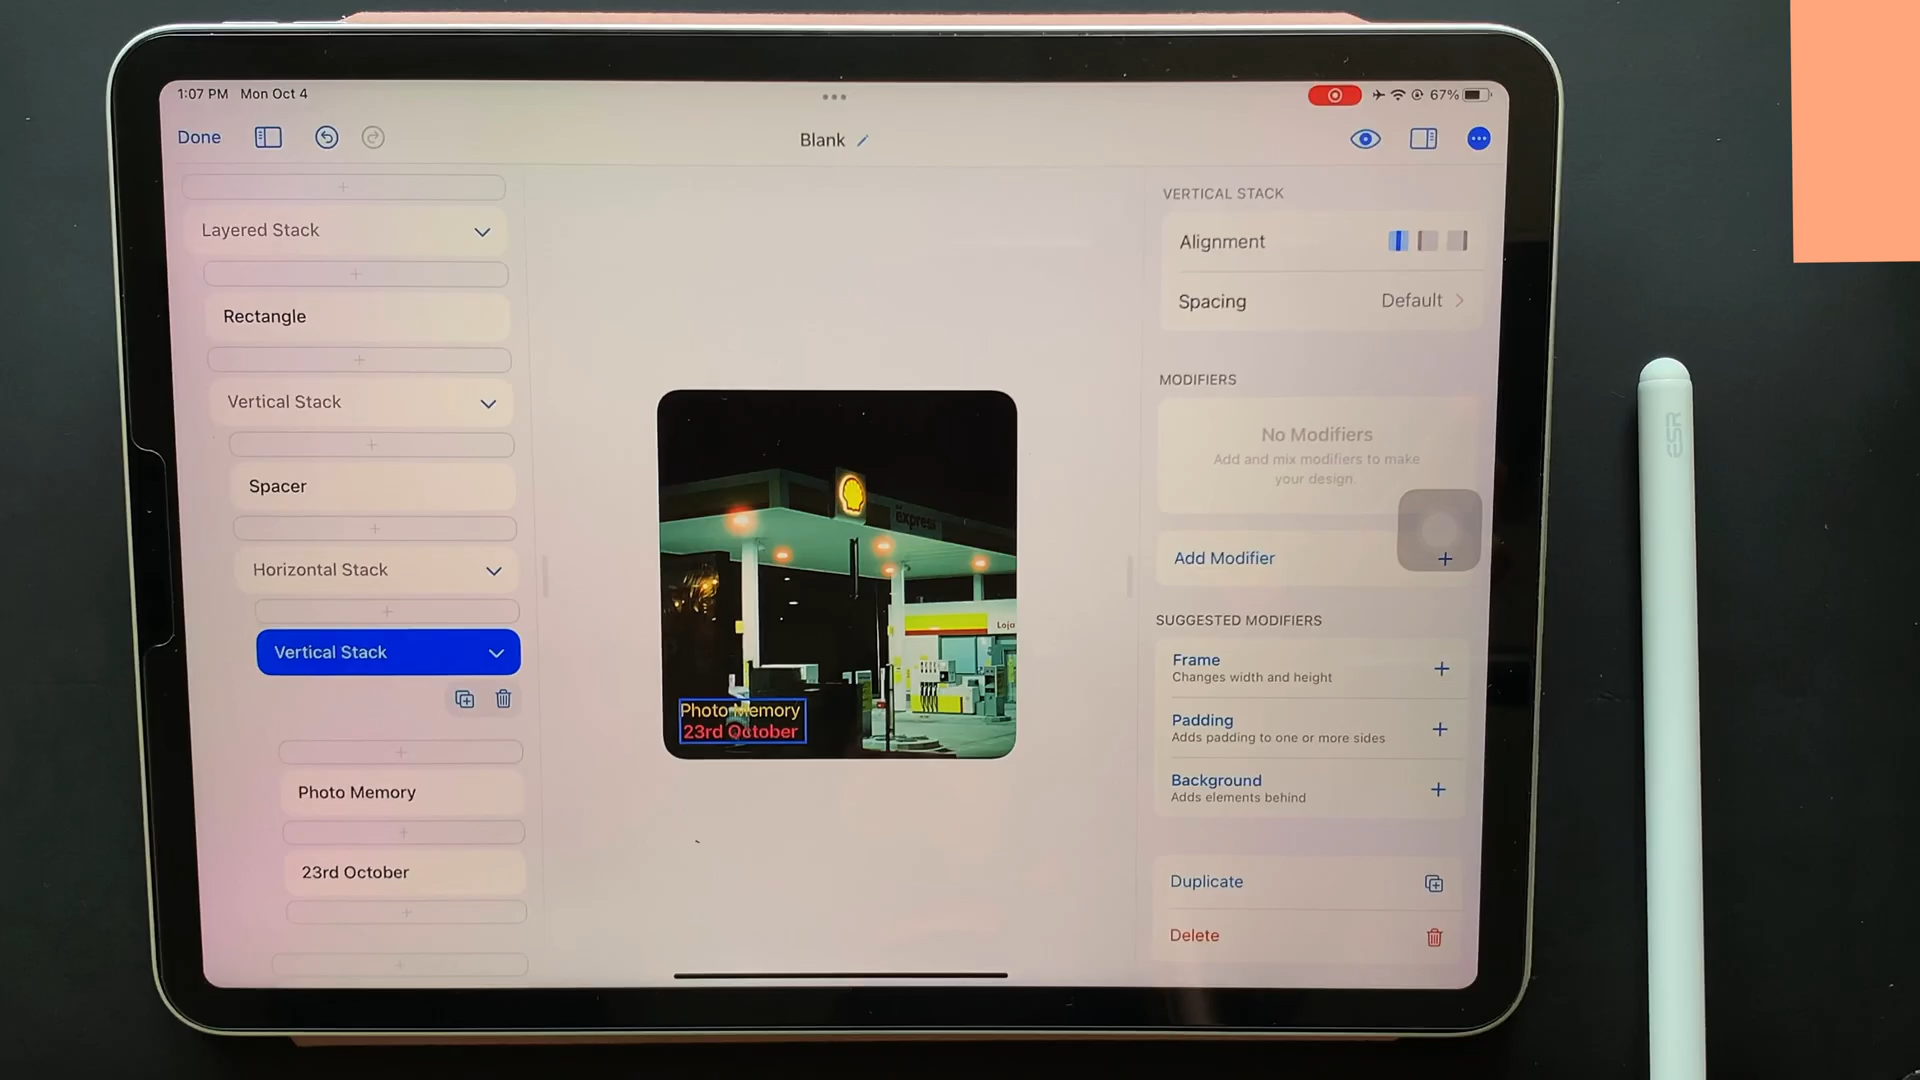 1:07 PM Mon Oct 4
67%
Done
Blank
Layered Stack
Rectangle
Vertical Stack
Spacer
Horizontal Stack
Vertical Stack
Photo Memory
23rd October
express
Loja
Photo Memory
23rd October
VERTICAL STACK
Alignment
Spacing Default
MODIFIERS
No Modifiers
Add and mix modifiers to make
your design.
Add Modifier
SUGGESTED MODIFIERS
Frame
Changes width and height
Padding
Adds padding to one or more sides
Background
Adds elements behind
Duplicate
Delete
ESR